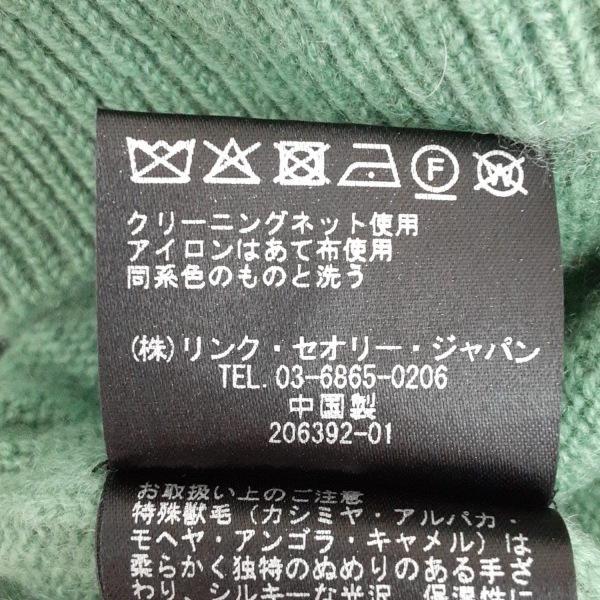 F W
クリーニングネット使用
アイロンはあて布使用
同系色のものと洗う
(株)リンク・セオリー・ジャパン
TEL. 03-6865-0206
中国製
206392-01
お取扱い上のご注意
特殊獣毛(カシミヤ・アルパカ・
モヘヤ・アンゴラ・キャメル)は
柔らかく独特のぬめりのある手ざ
わり、シルキーな光沢、保湿性に